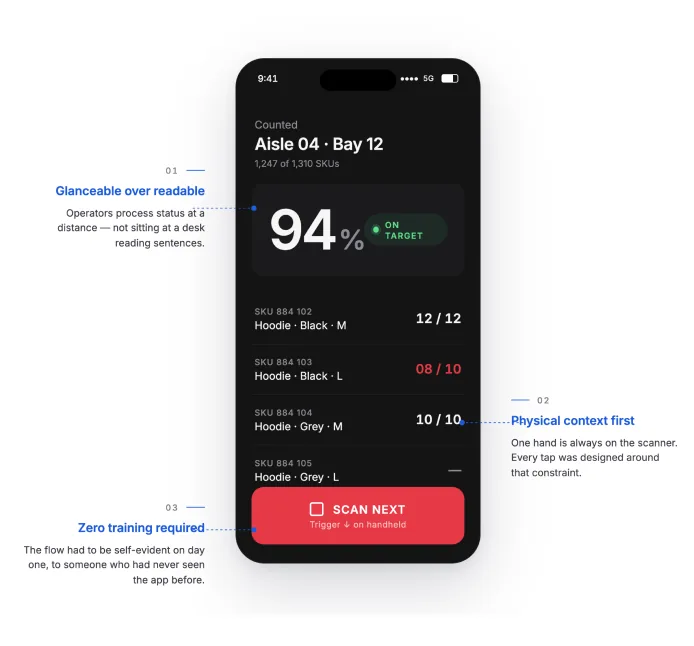 9:41
5G
Counted
Aisle 04 · Bay 12
1,247 of 1,310 SKUs
94%
ON
TARGET
SKU 884 102
Hoodie · Black · M
12 / 12
SKU 884 103
Hoodie · Black · L
08 / 10
SKU 884 104
Hoodie · Grey · M
10 / 10
SKU 884 105
Hoodie · Grey · L
—
SCAN NEXT
Trigger ↓ on handheld
01
Glanceable over readable
Operators process status at a
distance — not sitting at a desk
reading sentences.
02
Physical context first
One hand is always on the scanner.
Every tap was designed around
that constraint.
03
Zero training required
The flow had to be self-evident on day
one, to someone who had never seen
the app before.